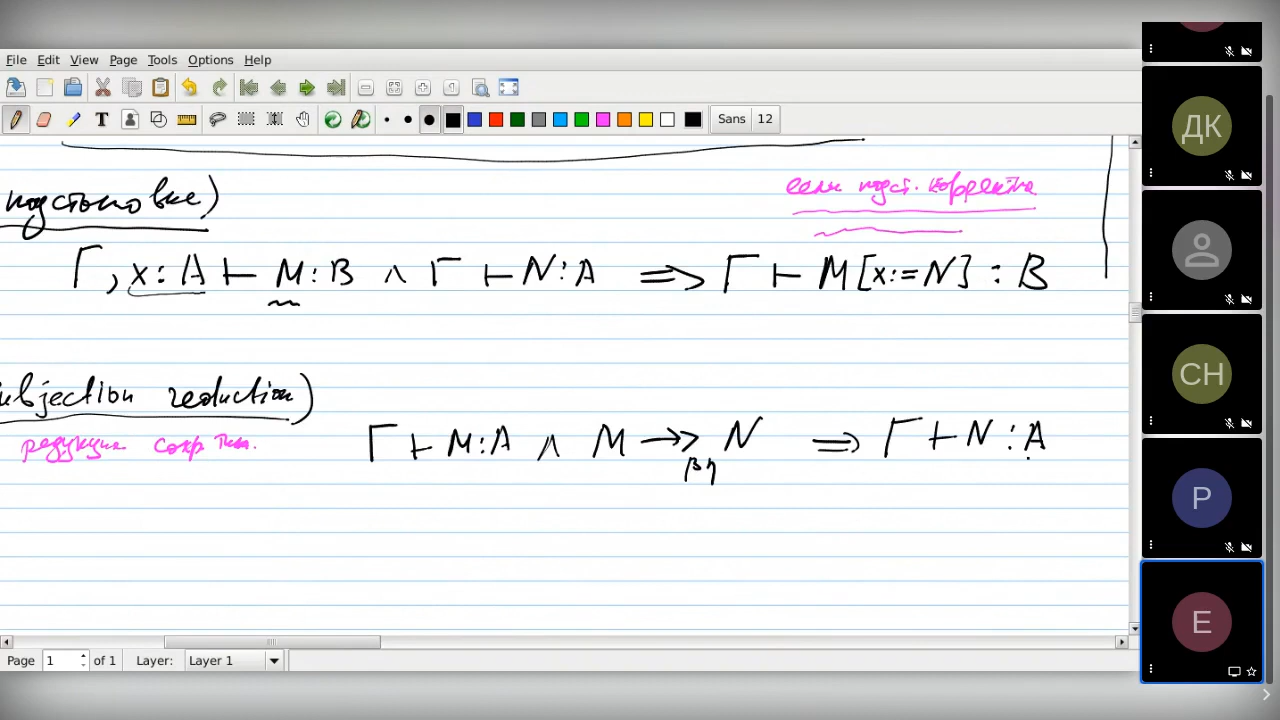 File Edit View Page Tools Options Help
Sans 12
ДК
подстановке)
если подст. корректна
Γ, x : A ⊢ M : B ∧ Γ ⊢ N : A ⟹ Γ ⊢ M[x:=N] : B
СН
ubjection reduction)
редукция сохр тип.
Γ ⊢ M : A ∧ M ↠ N ⟹ Γ ⊢ N : A
βη
P
E
Page 1 of 1 Layer: Layer 1